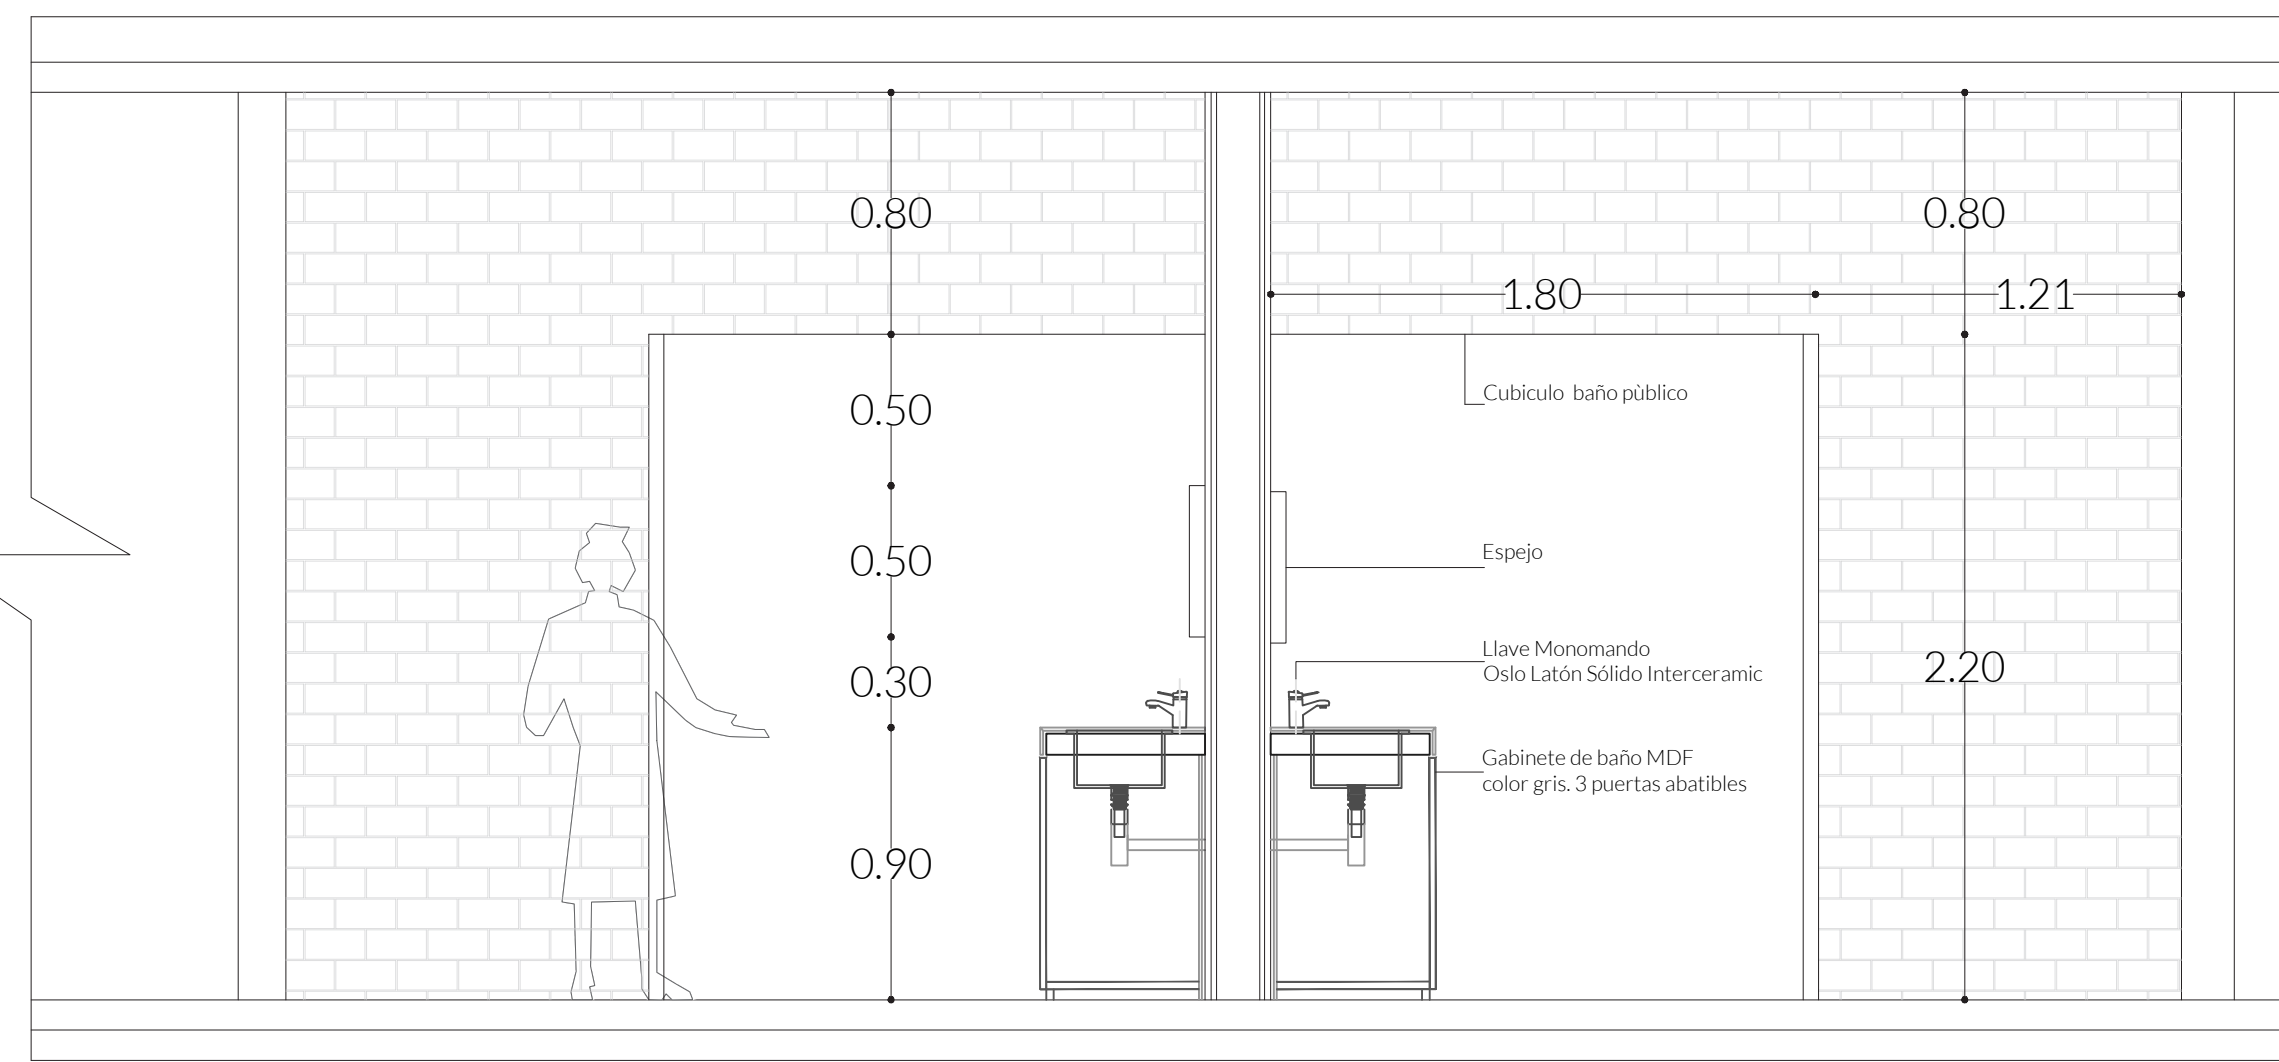 0.80
0.80
1.80
1.21
0.50
Cubiculo  baño pùblico
0.50
Espejo
0.30
Llave Monomando
Oslo Latón Sólido Interceramic
2.20
Gabinete de baño MDF
color gris. 3 puertas abatibles
0.90